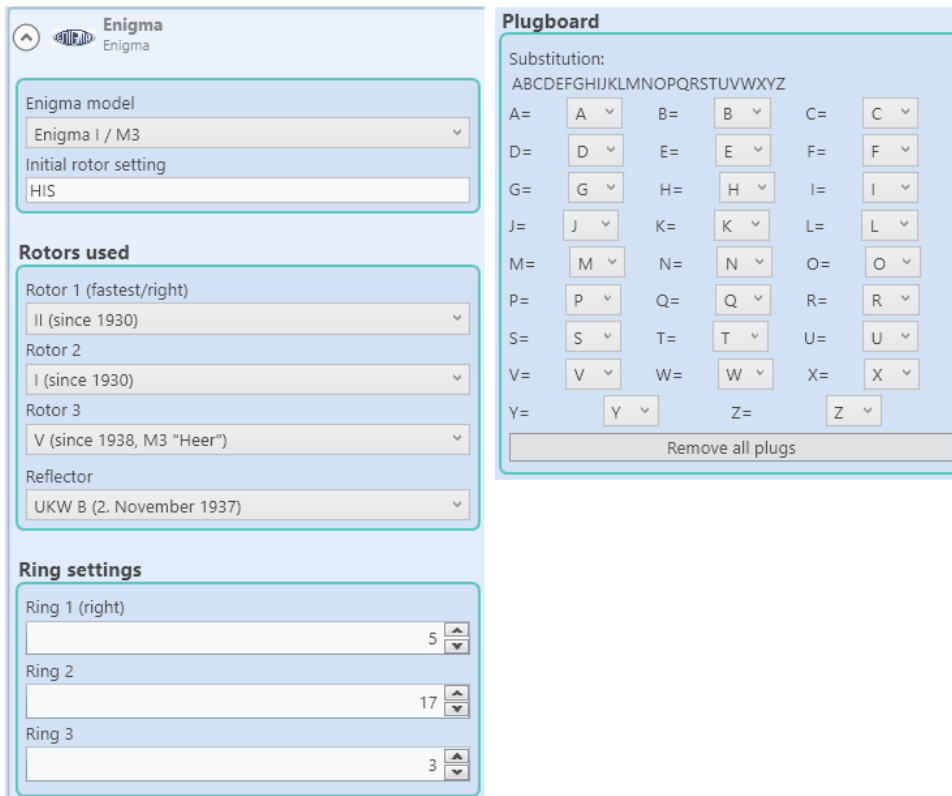 Enigma
Enigma
Enigma model
Enigma I / M3
Initial rotor setting
HIS
Rotors used
Rotor 1 (fastest/right)
II (since 1930)
Rotor 2
I (since 1930)
Rotor 3
V (since 1938, M3 "Heer")
Reflector
UKW B (2. November 1937)
Ring settings
Ring 1 (right)
5
Ring 2
17
Ring 3
3
Plugboard
Substitution:
ABCDEFGHIJKLMNOPQRSTUVWXYZ
A= A B= B C= C
D= D E= E F= F
G= G H= H I= I
J= J K= K L= L
M= M N= N O= O
P= P Q= Q R= R
S= S T= T U= U
V= V W= W X= X
Y= Y Z= Z
Remove all plugs